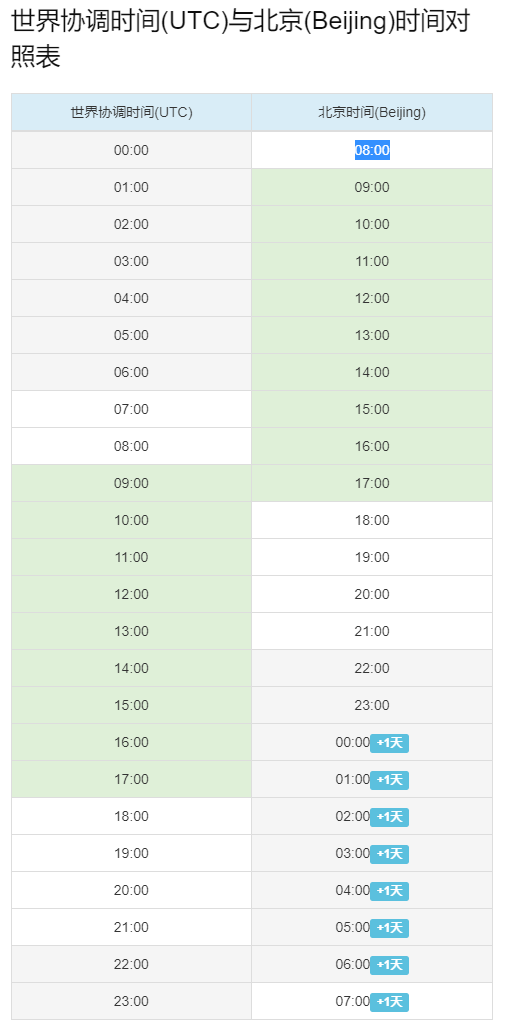 世界协调时间(UTC)与北京(Beijing)时间对
照表
世界协调时间(UTC) 北京时间(Beijing)
00:00 08:00
01:00 09:00
02:00 10:00
03:00 11:00
04:00 12:00
05:00 13:00
06:00 14:00
07:00 15:00
08:00 16:00
09:00 17:00
10:00 18:00
11:00 19:00
12:00 20:00
13:00 21:00
14:00 22:00
15:00 23:00
16:00 00:00 +1天
17:00 01:00 +1天
18:00 02:00 +1天
19:00 03:00 +1天
20:00 04:00 +1天
21:00 05:00 +1天
22:00 06:00 +1天
23:00 07:00 +1天